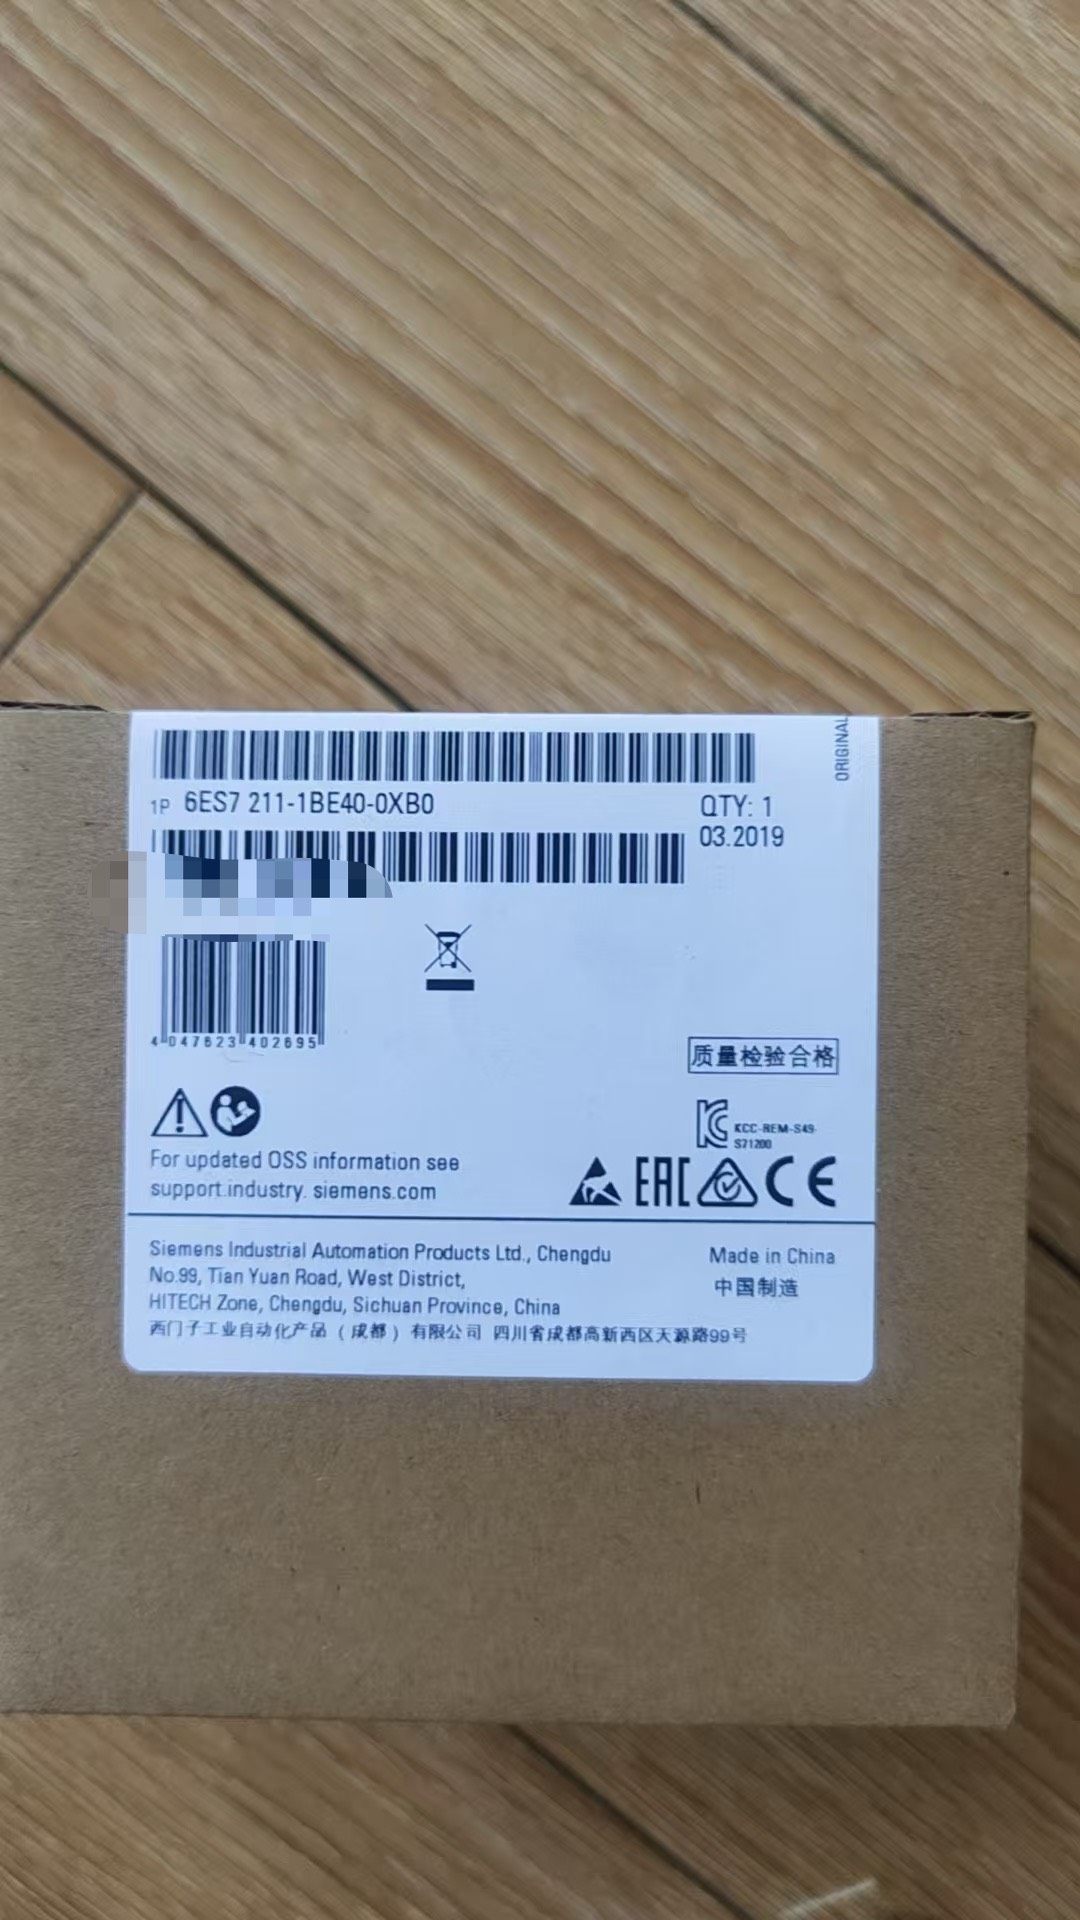 ORIGINAL
1P 6ES7 211-1BE40-0XB0
QTY: 1
03.2019
4 047623 402695
质量检验合格
KCC-REM-S49-
S71200
For updated OSS information see
support.industry. siemens.com
EAC
CE
Siemens Industrial Automation Products Ltd., Chengdu
No.99, Tian Yuan Road, West District,
HITECH Zone, Chengdu, Sichuan Province, China
西门子工业自动化产品（成都）有限公司 四川省成都高新西区天源路99号
Made in China
中国制造